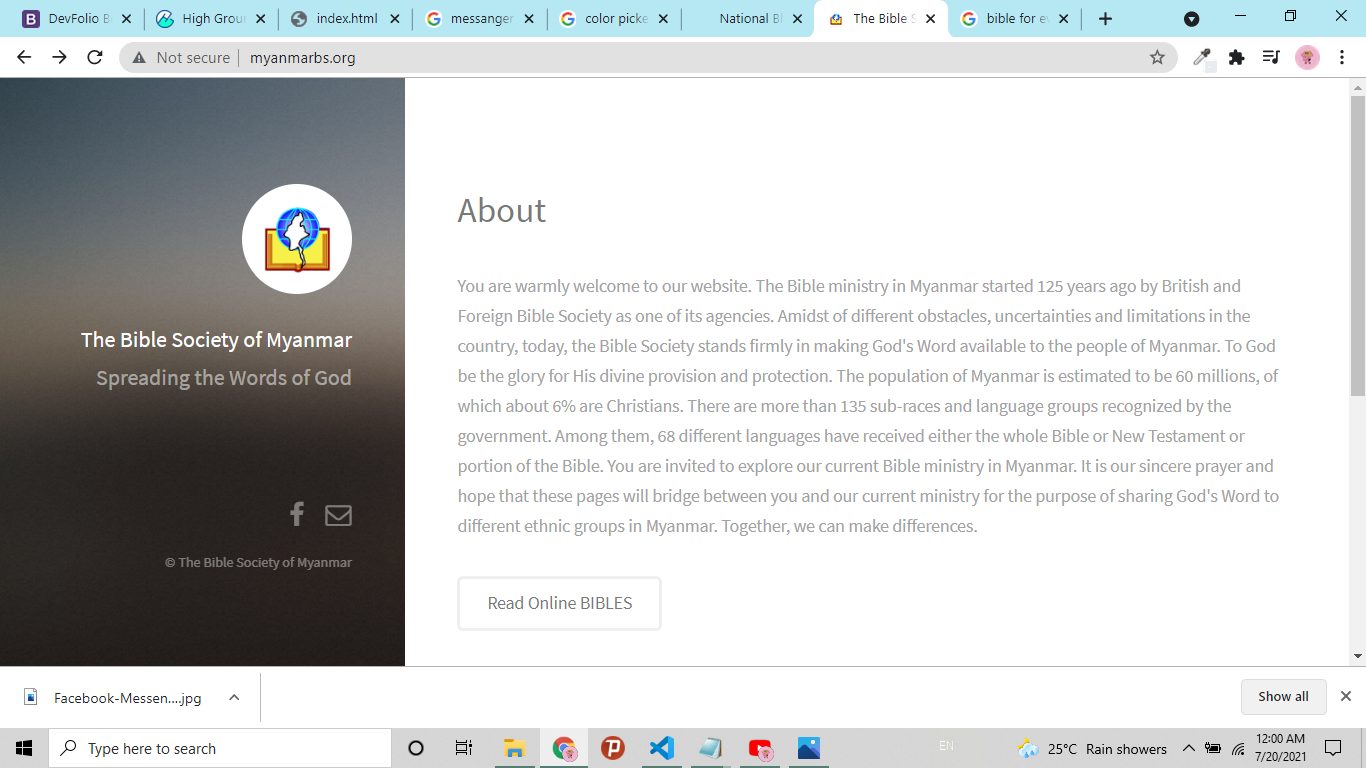 DevFolio B
High Grou
index.html
messanger
color picke
National Bi
The Bible S
bible for ev
Not secure
myanmarbs.org
The Bible Society of Myanmar
Spreading the Words of God
© The Bible Society of Myanmar
About
You are warmly welcome to our website. The Bible ministry in Myanmar started 125 years ago by British and
Foreign Bible Society as one of its agencies. Amidst of different obstacles, uncertainties and limitations in the
country, today, the Bible Society stands firmly in making God's Word available to the people of Myanmar. To God
be the glory for His divine provision and protection. The population of Myanmar is estimated to be 60 millions, of
which about 6% are Christians. There are more than 135 sub-races and language groups recognized by the
government. Among them, 68 different languages have received either the whole Bible or New Testament or
portion of the Bible. You are invited to explore our current Bible ministry in Myanmar. It is our sincere prayer and
hope that these pages will bridge between you and our current ministry for the purpose of sharing God's Word to
different ethnic groups in Myanmar. Together, we can make differences.
Read Online BIBLES
Facebook-Messen....jpg
Show all
Type here to search
EN
25°C Rain showers
12:00 AM
7/20/2021